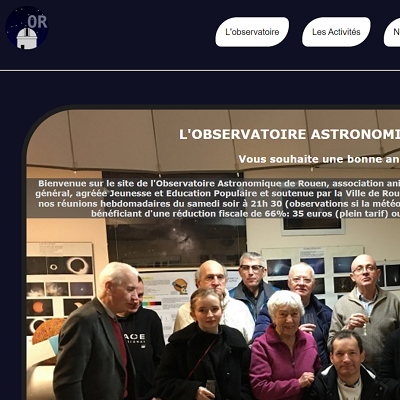 OR
L'observatoire
Les Activités
N
L'OBSERVATOIRE ASTRONOMI
Vous souhaite une bonne an
Bienvenue sur le site de l'Observatoire Astronomique de Rouen, association ani
général, agréée Jeunesse et Education Populaire et soutenue par la Ville de Rou
nos réunions hebdomadaires du samedi soir à 21h 30 (observations si la météo
bénéficiant d'une réduction fiscale de 66%: 35 euros (plein tarif) ou